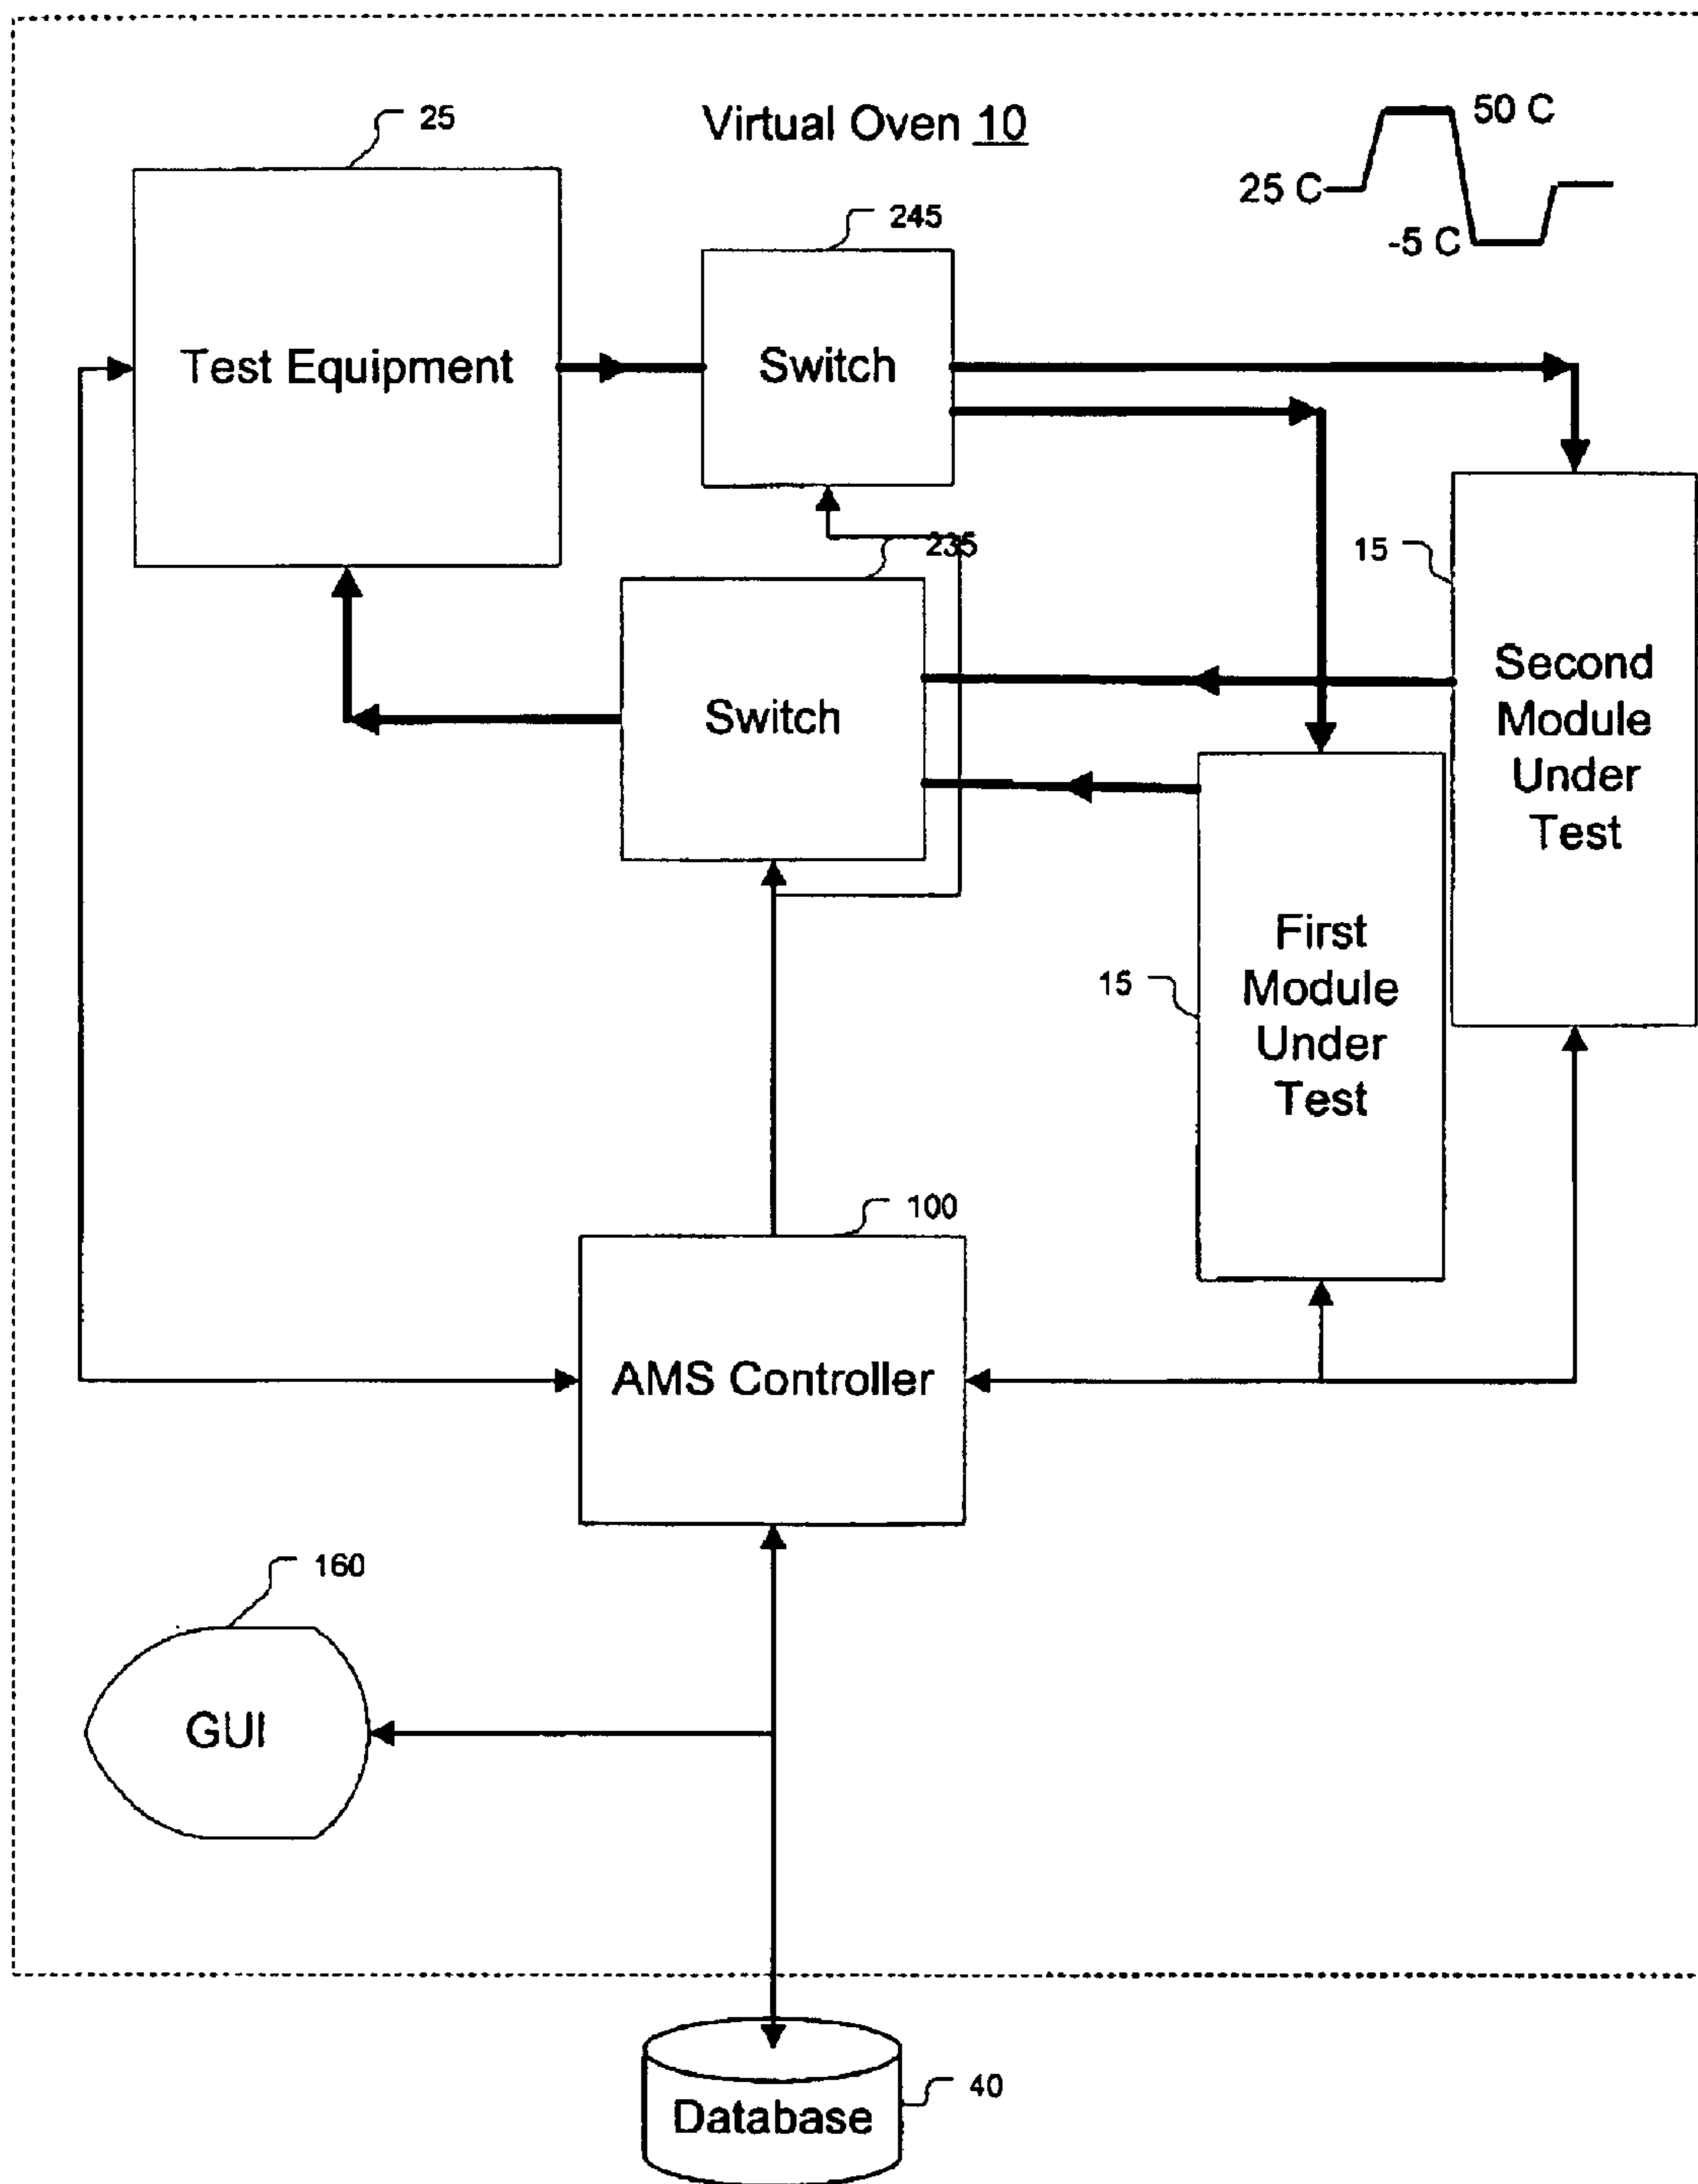 Virtual Oven 10
25
50 C
25 C
-5 C
245
Test Equipment
Switch
235
15
Switch
Second
Module
Under
Test
15
First
Module
Under
Test
100
AMS Controller
160
GUI
Database
40